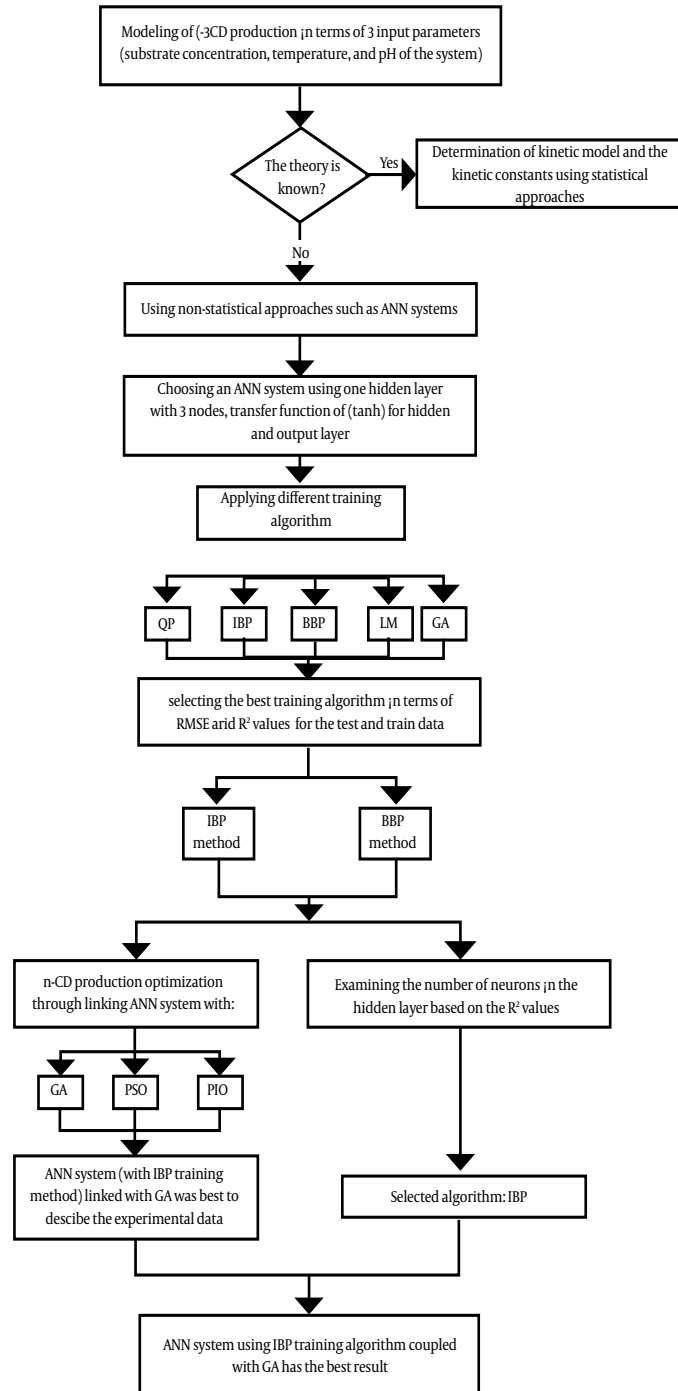 Modeling of (-3CD production ¡n terms of 3 input parameters
(substrate concentration, temperature, and pH of the system)
The theory is
known?
Yes
Determination of kinetic model and the
kinetic constants using statistical
approaches
No
Using non-statistical approaches such as ANN systems
Choosing an ANN system using one hidden layer
with 3 nodes, transfer function of (tanh) for hidden
and output layer
Applying different training
algorithm
QP IBP BBP LM GA
selecting the best training algorithm ¡n terms of
RMSE arid R² vaIues for the test and train data
IBP
method
BBP
method
n-CD production optimization
through linking ANN system with:
Examining the number of neurons ¡n the
hidden layer based on the R² values
GA PSO PIO
ANN system (with IBP training
method) linked with GA was best to
descibe the experimental data
Selected algorithm: IBP
ANN system using IBP training algorithm coupled
with GA has the best result